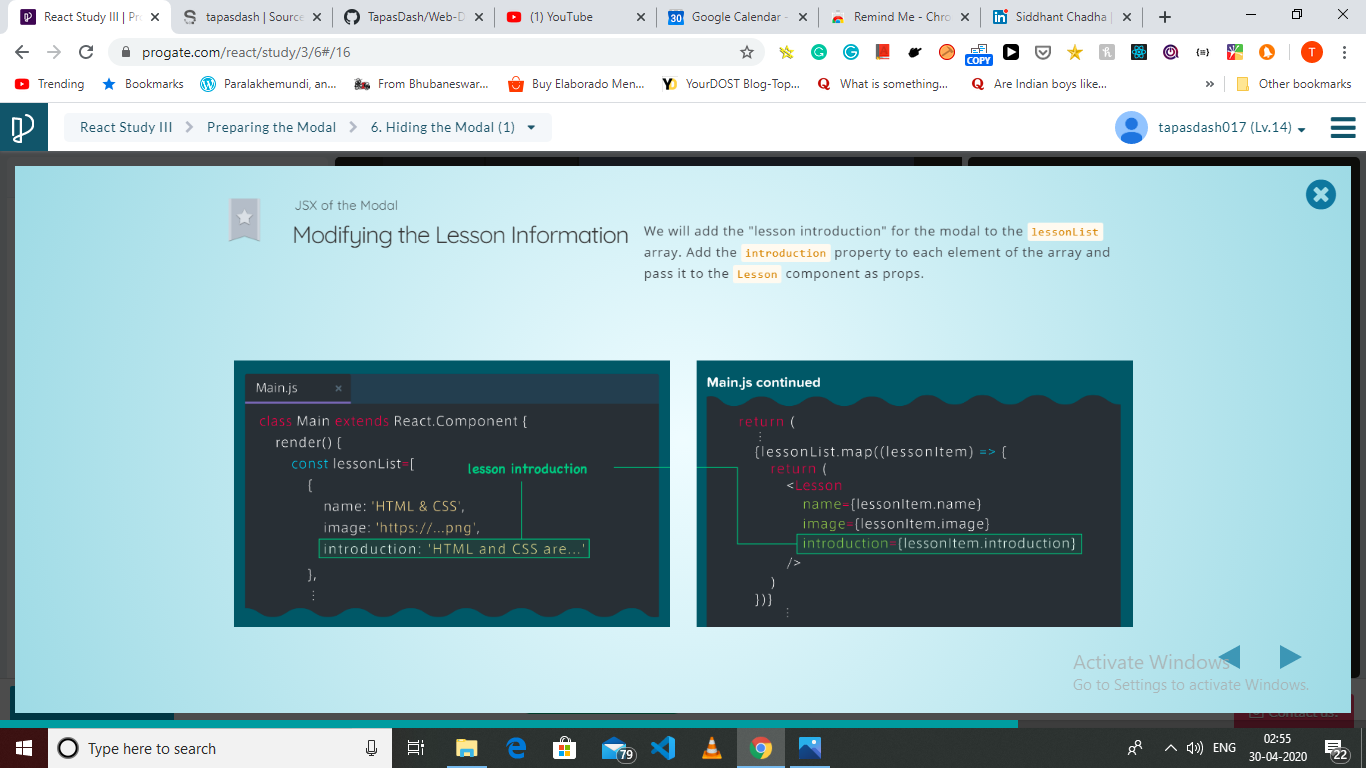 React Study III | Pr
tapasdash | Source
TapasDash/Web-D
(1) YouTube
30
Google Calendar -
Remind Me - Chro
in
Siddhant Chadha
progate.com/react/study/3/6#/16
COPY
T
Trending
Bookmarks
Paralakhemundi, an...
From Bhubaneswar...
Buy Elaborado Men...
YourDOST Blog-Top...
What is something...
Are Indian boys like...
»
Other bookmarks
React Study III
Preparing the Modal
6. Hiding the Modal (1)
tapasdash017 (Lv.14)
JSX of the Modal
Modifying the Lesson Information
We will add the "lesson introduction" for the modal to the lessonList
array. Add the introduction property to each element of the array and
pass it to the Lesson component as props.
Main.js ×
class Main extends React.Component {
render() {
const lessonList=[
lesson introduction
{
name: 'HTML & CSS',
image: 'https://...png',
introduction: 'HTML and CSS are...'
},
⋮
Main.js continued
return (
⋮
{lessonList.map((lessonItem) => {
return (
<Lesson
name={lessonItem.name}
image={lessonItem.image}
introduction={lessonItem.introduction}
/>
)
})}
⋮
Activate Windows
Go to Settings to activate Windows.
Contact us.
Type here to search
79
ENG
02:55
30-04-2020
22